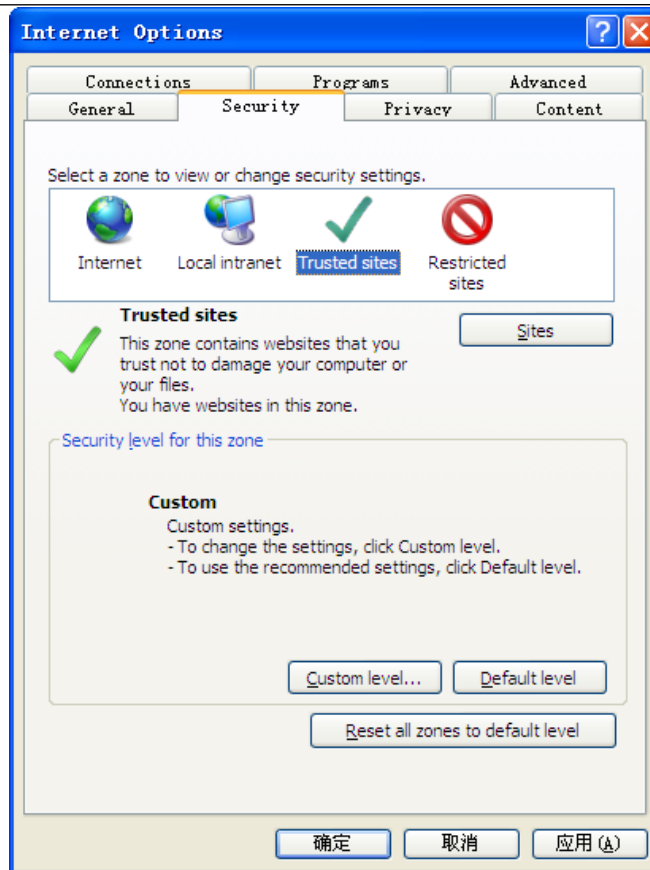 Internet Options
Connections Programs Advanced
General Security Privacy Content
Select a zone to view or change security settings.
Internet Local intranet Trusted sites Restricted sites
Trusted sites
Sites
This zone contains websites that you
trust not to damage your computer or
your files.
You have websites in this zone.
Security level for this zone
Custom
Custom settings.
- To change the settings, click Custom level.
- To use the recommended settings, click Default level.
Custom level... Default level
Reset all zones to default level
确定 取消 应用(A)